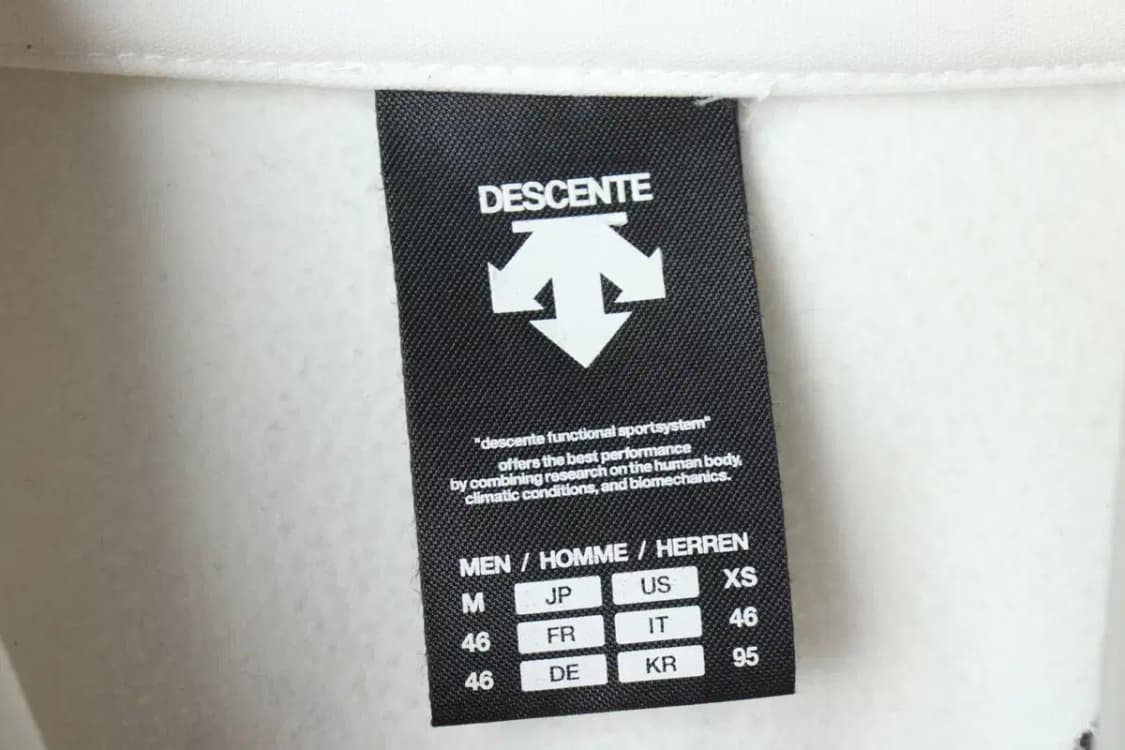 DESCENTE
"descente functional sportsystem"
offers the best performance
by combining research on the human body,
climatic conditions, and biomechanics.
MEN / HOMME / HERREN
M JP US XS
46 FR IT 46
46 DE KR 95